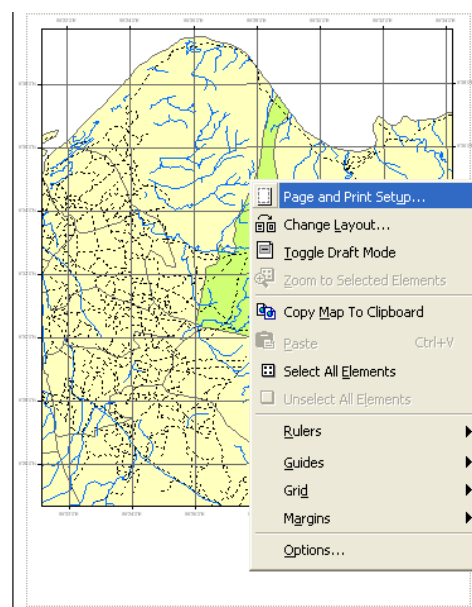 Page and Print Setup...
Change Layout...
Toggle Draft Mode
Zoom to Selected Elements
Copy Map To Clipboard
Paste Ctrl+V
Select All Elements
Unselect All Elements
Rulers
Guides
Grid
Margins
Options...